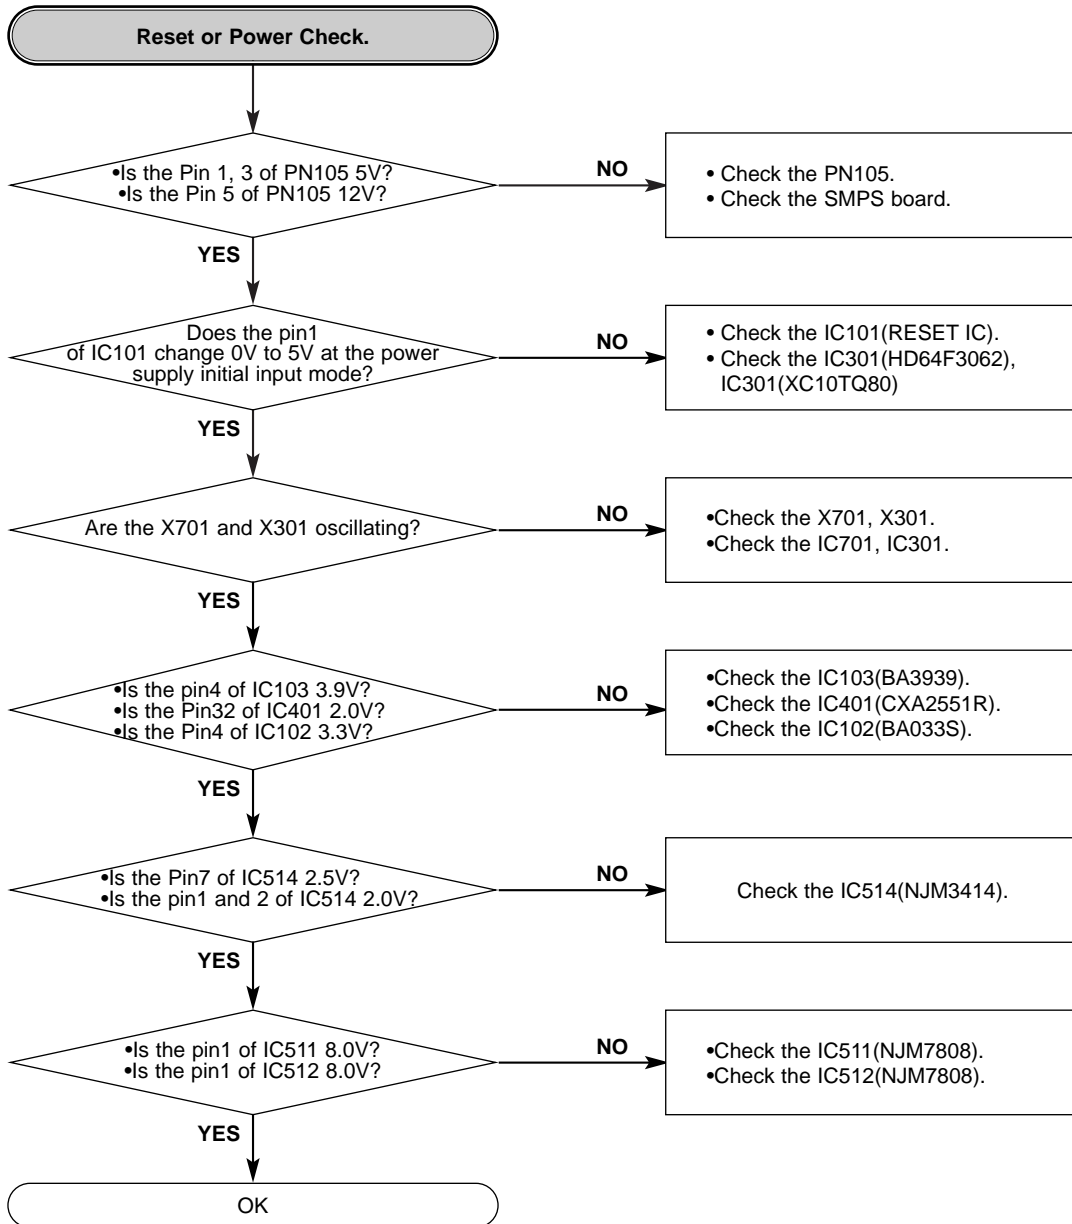 Reset or Power Check.
•Is the Pin 1, 3 of PN105 5V?
•Is the Pin 5 of PN105 12V?
NO
• Check the PN105.
• Check the SMPS board.
YES
Does the pin1
of IC101 change 0V to 5V at the power
supply initial input mode?
NO
• Check the IC101(RESET IC).
• Check the IC301(HD64F3062),
IC301(XC10TQ80)
YES
Are the X701 and X301 oscillating?
NO
•Check the X701, X301.
•Check the IC701, IC301.
YES
•Is the pin4 of IC103 3.9V?
•Is the Pin32 of IC401 2.0V?
•Is the Pin4 of IC102 3.3V?
NO
•Check the IC103(BA3939).
•Check the IC401(CXA2551R).
•Check the IC102(BA033S).
YES
•Is the Pin7 of IC514 2.5V?
•Is the pin1 and 2 of IC514 2.0V?
NO
Check the IC514(NJM3414).
YES
•Is the pin1 of IC511 8.0V?
•Is the pin1 of IC512 8.0V?
NO
•Check the IC511(NJM7808).
•Check the IC512(NJM7808).
YES
OK